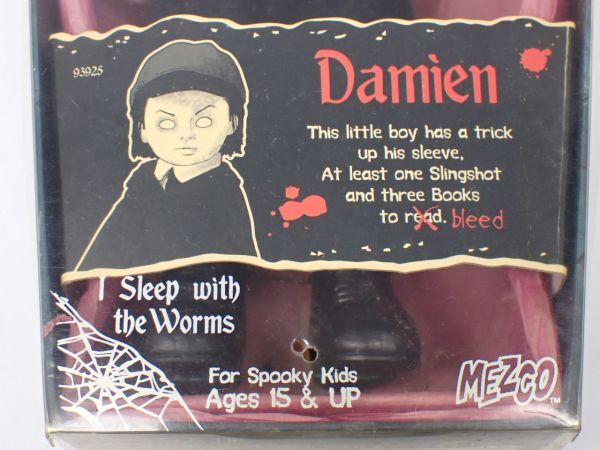 93925
Damien
This little boy has a trick
up his sleeve,
At least one Slingshot
and three Books
to read. bleed
I Sleep with
the Worms
For Spooky Kids
Ages 15 & UP
MEZCO™